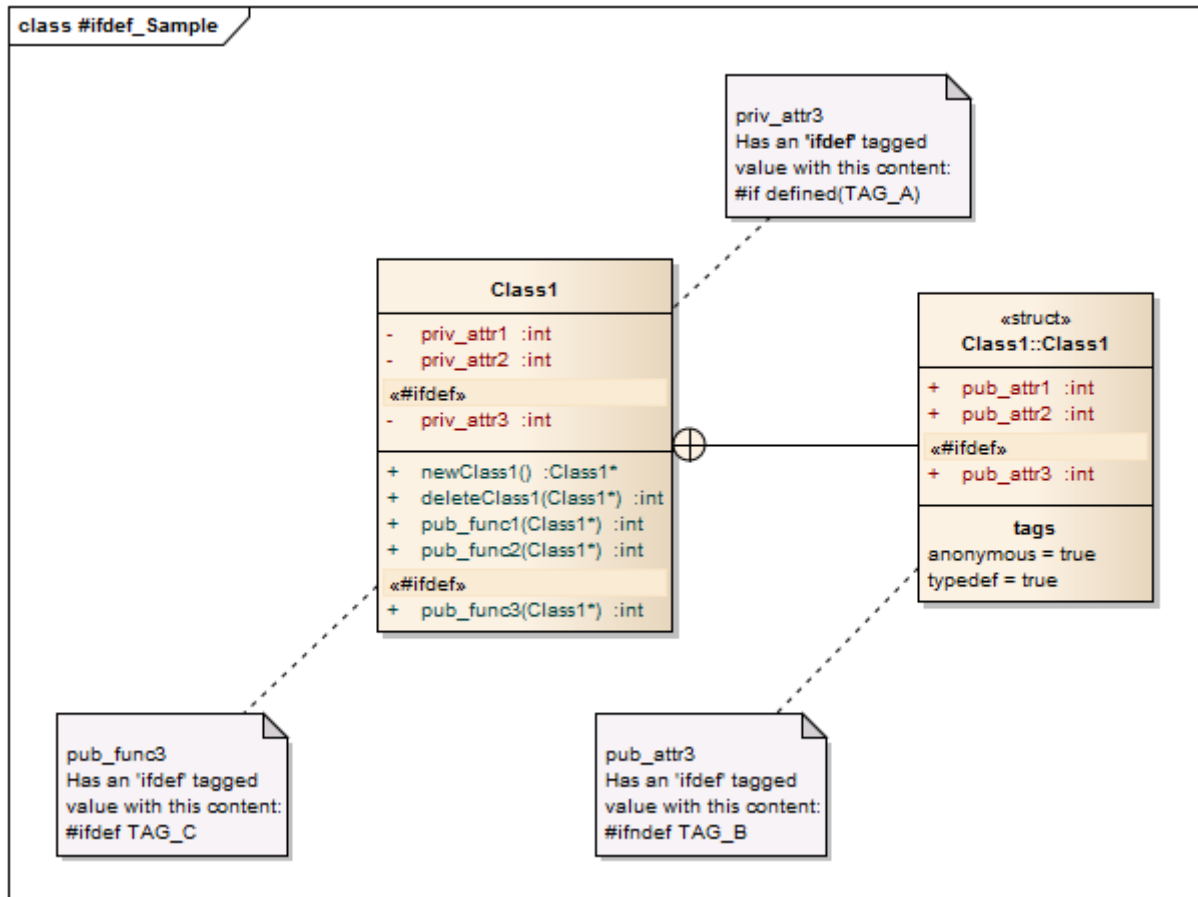 class #ifdef_Sample
priv_attr3
Has an 'ifdef' tagged
value with this content:
#if defined(TAG_A)
Class1
- priv_attr1 :int
- priv_attr2 :int
«#ifdef»
- priv_attr3 :int
+ newClass1() :Class1*
+ deleteClass1(Class1*) :int
+ pub_func1(Class1*) :int
+ pub_func2(Class1*) :int
«#ifdef»
+ pub_func3(Class1*) :int
«struct»
Class1::Class1
+ pub_attr1 :int
+ pub_attr2 :int
«#ifdef»
+ pub_attr3 :int
tags
anonymous = true
typedef = true
pub_func3
Has an 'ifdef' tagged
value with this content:
#ifdef TAG_C
pub_attr3
Has an 'ifdef' tagged
value with this content:
#ifndef TAG_B